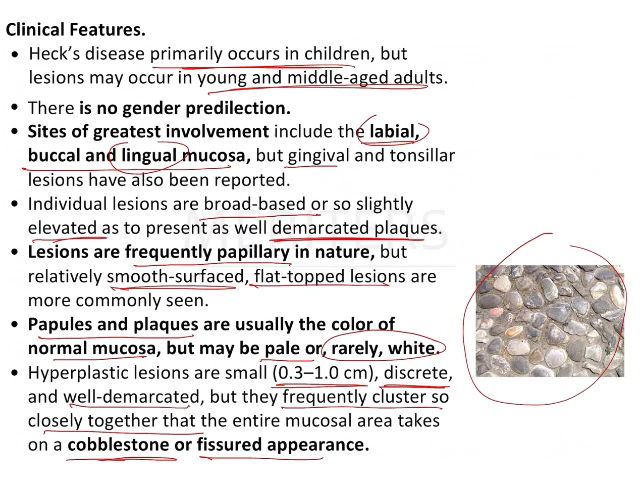 Clinical Features.
• Heck's disease primarily occurs in children, but
lesions may occur in young and middle-aged adults.
• There is no gender predilection.
• Sites of greatest involvement include the labial,
buccal and lingual mucosa, but gingival and tonsillar
lesions have also been reported.
• Individual lesions are broad-based or so slightly
elevated as to present as well demarcated plaques.
• Lesions are frequently papillary in nature, but
relatively smooth-surfaced, flat-topped lesions are
more commonly seen.
• Papules and plaques are usually the color of
normal mucosa, but may be pale or, rarely, white.
• Hyperplastic lesions are small (0.3–1.0 cm), discrete,
and well-demarcated, but they frequently cluster so
closely together that the entire mucosal area takes
on a cobblestone or fissured appearance.